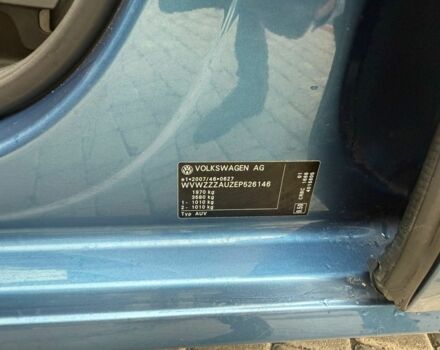 VOLKSWAGEN AG
e1*2007/46*0627
WVWZZZAUZEP526146
1970 kg
3580 kg
1 - 1010 kg
2 - 1010 kg
Typ AUV